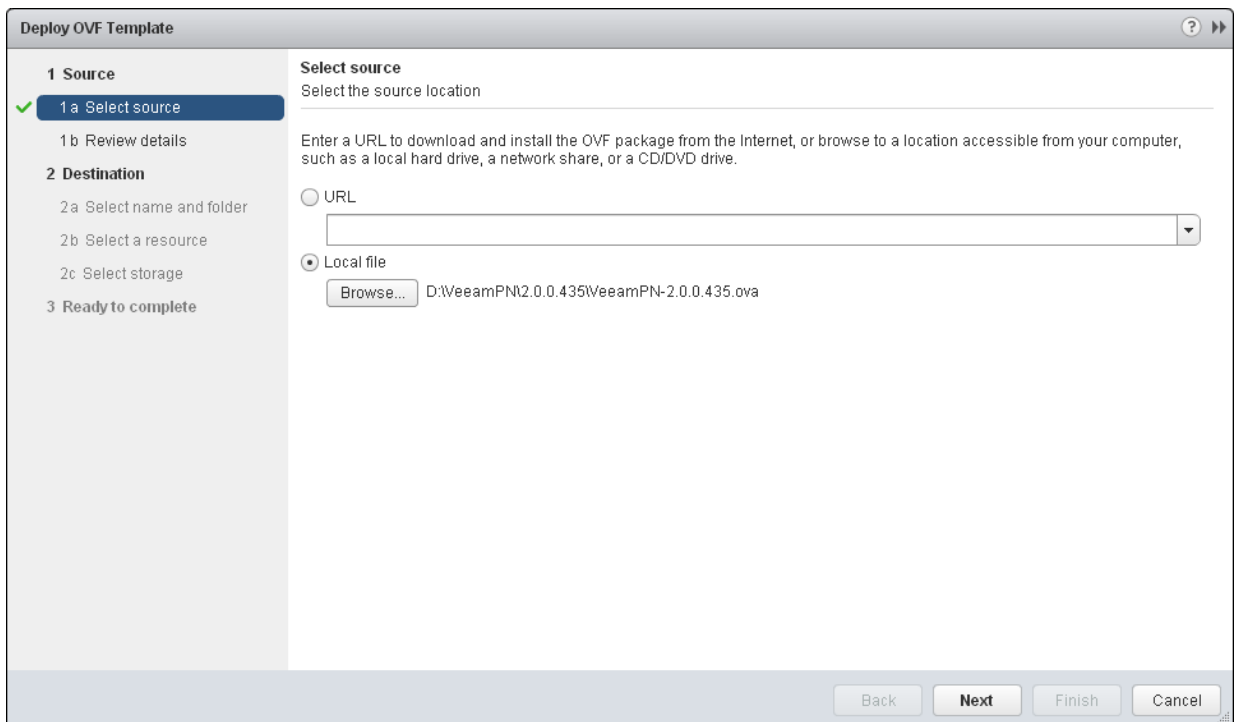 Deploy OVF Template
1 Source
1a Select source
1b Review details
2 Destination
2a Select name and folder
2b Select a resource
2c Select storage
3 Ready to complete
Select source
Select the source location
Enter a URL to download and install the OVF package from the Internet, or browse to a location accessible from your computer,
such as a local hard drive, a network share, or a CD/DVD drive.
URL
Local file
Browse... D:\VeeamPN\2.0.0.435\VeeamPN-2.0.0.435.ova
Back Next Finish Cancel